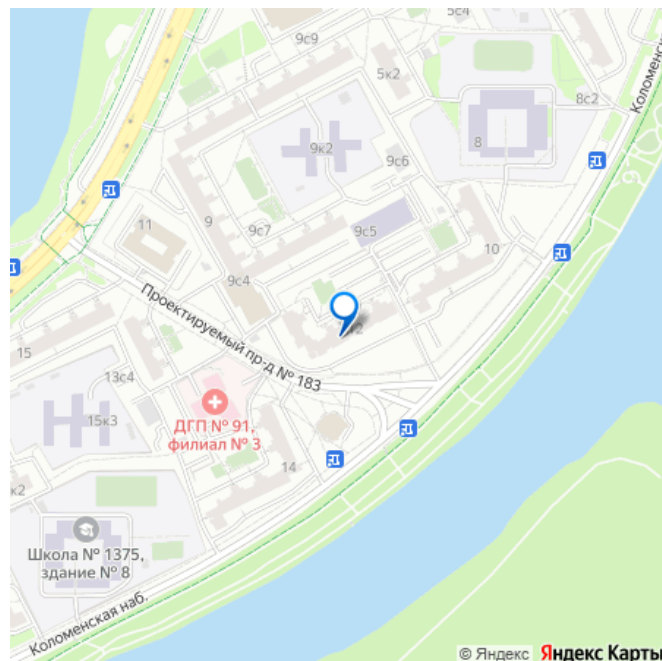 5с4
9с9
5к2
8с2
Коломенск
8
9к2
9с6
11
9
9с7
9с5
10
9с4
Проектируемый пр-д № 183
12
15
13с4
15к3
ДГП № 91,
филиал № 3
14
к2
Школа № 1375,
здание № 8
Коломенская наб.
© Яндекс Яндекс Карты